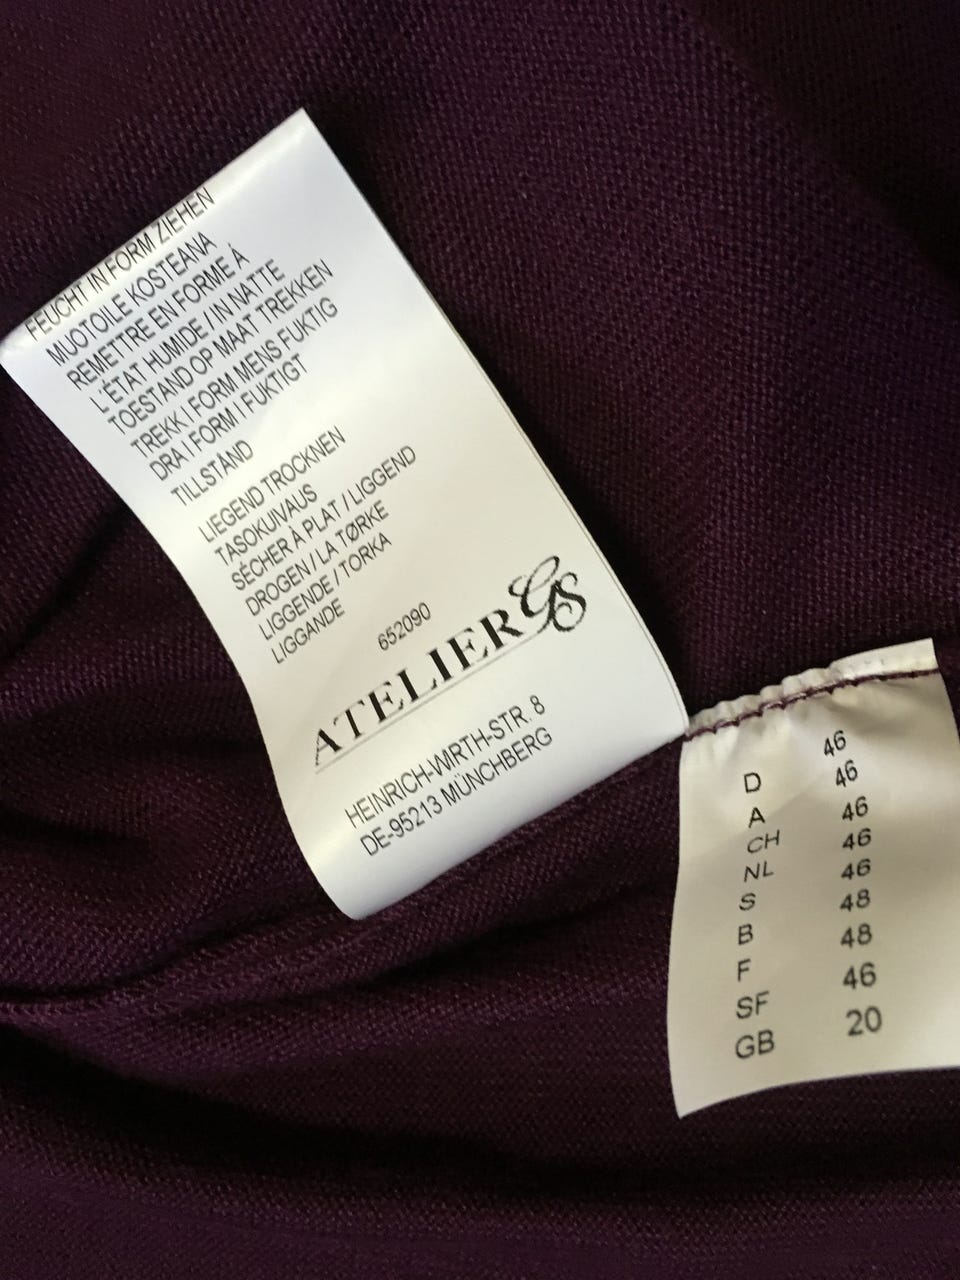 FEUCHT IN FORM ZIEHEN
MUOTOILE KOSTEANA
REMETTRE EN FORME À
L'ÉTAT HUMIDE / IN NATTE
TOESTAND OP MAAT TREKKEN
TREKK I FORM MENS FUKTIG
DRA I FORM I FUKTIGT
TILLSTÅND
LIEGEND TROCKNEN
TASOKUIVAUS
SÉCHER À PLAT / LIGGEND
DROGEN / LA TØRKE
LIGGENDE / TORKA
LIGGANDE
652090
ATELIER GS
HEINRICH-WIRTH-STR. 8
DE-95213 MÜNCHBERG
46
D 46
A 46
CH 46
NL 46
S 48
B 48
F 46
SF 20
GB